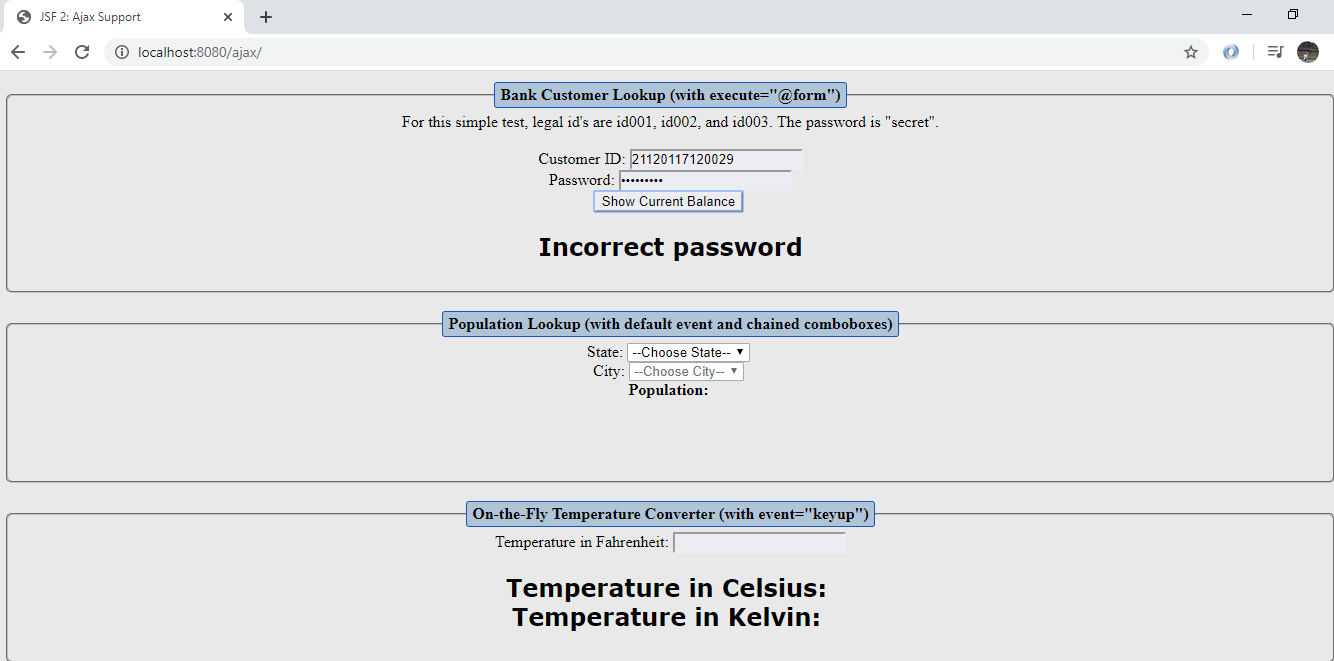 JSF 2: Ajax Support
localhost:8080/ajax/
Bank Customer Lookup (with execute="@form")
For this simple test, legal id's are id001, id002, and id003. The password is "secret".
Customer ID: 21120117120029
Password: •••••••••
Show Current Balance
Incorrect password
Population Lookup (with default event and chained comboboxes)
State: --Choose State--
City: --Choose City--
Population:
On-the-Fly Temperature Converter (with event="keyup")
Temperature in Fahrenheit:
Temperature in Celsius:
Temperature in Kelvin: